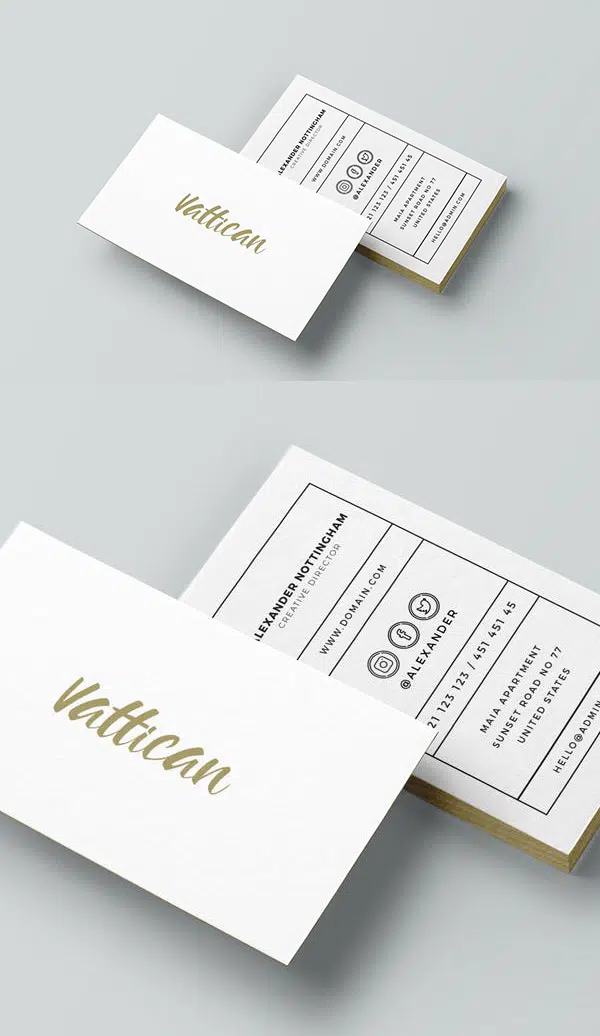 Vattican
ALEXANDER NOTTINGHAM
CREATIVE DIRECTOR
WWW.DOMAIN.COM
@ALEXANDER
21 123 123 / 451 451 45
MAIA APARTMENT
SUNSET ROAD NO 77
UNITED STATES
HELLO@ADMIN.COM
Vattican
ALEXANDER NOTTINGHAM
CREATIVE DIRECTOR
WWW.DOMAIN.COM
@ALEXANDER
21 123 123 / 451 451 45
MAIA APARTMENT
SUNSET ROAD NO 77
UNITED STATES
HELLO@ADMIN